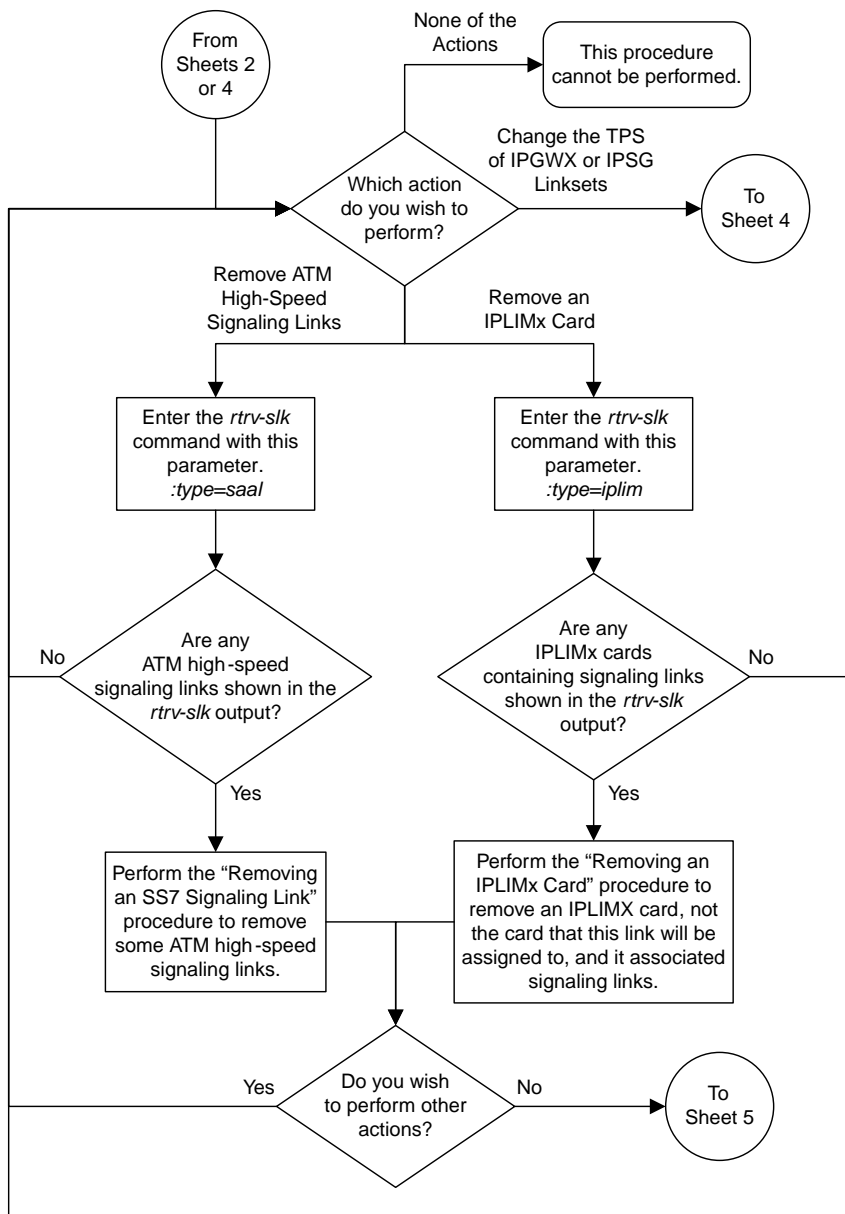 From
Sheets 2
or 4
None of the
Actions
This procedure
cannot be performed.
Which action
do you wish to
perform?
Change the TPS
of IPGWX or IPSG
Linksets
To
Sheet 4
Remove ATM
High-Speed
Signaling Links
Remove an
IPLIMx Card
Enter the rtrv-slk
command with this
parameter.
:type=saal
Enter the rtrv-slk
command with this
parameter.
:type=iplim
No
Are any
ATM high-speed
signaling links shown in the
rtrv-slk output?
Are any
IPLIMx cards
containing signaling links
shown in the rtrv-slk
output?
No
Yes
Yes
Perform the “Removing
an SS7 Signaling Link”
procedure to remove
some ATM high-speed
signaling links.
Perform the “Removing an
IPLIMx Card” procedure to
remove an IPLIMX card, not
the card that this link will be
assigned to, and it associated
signaling links.
Yes
Do you wish
to perform other
actions?
No
To
Sheet 5